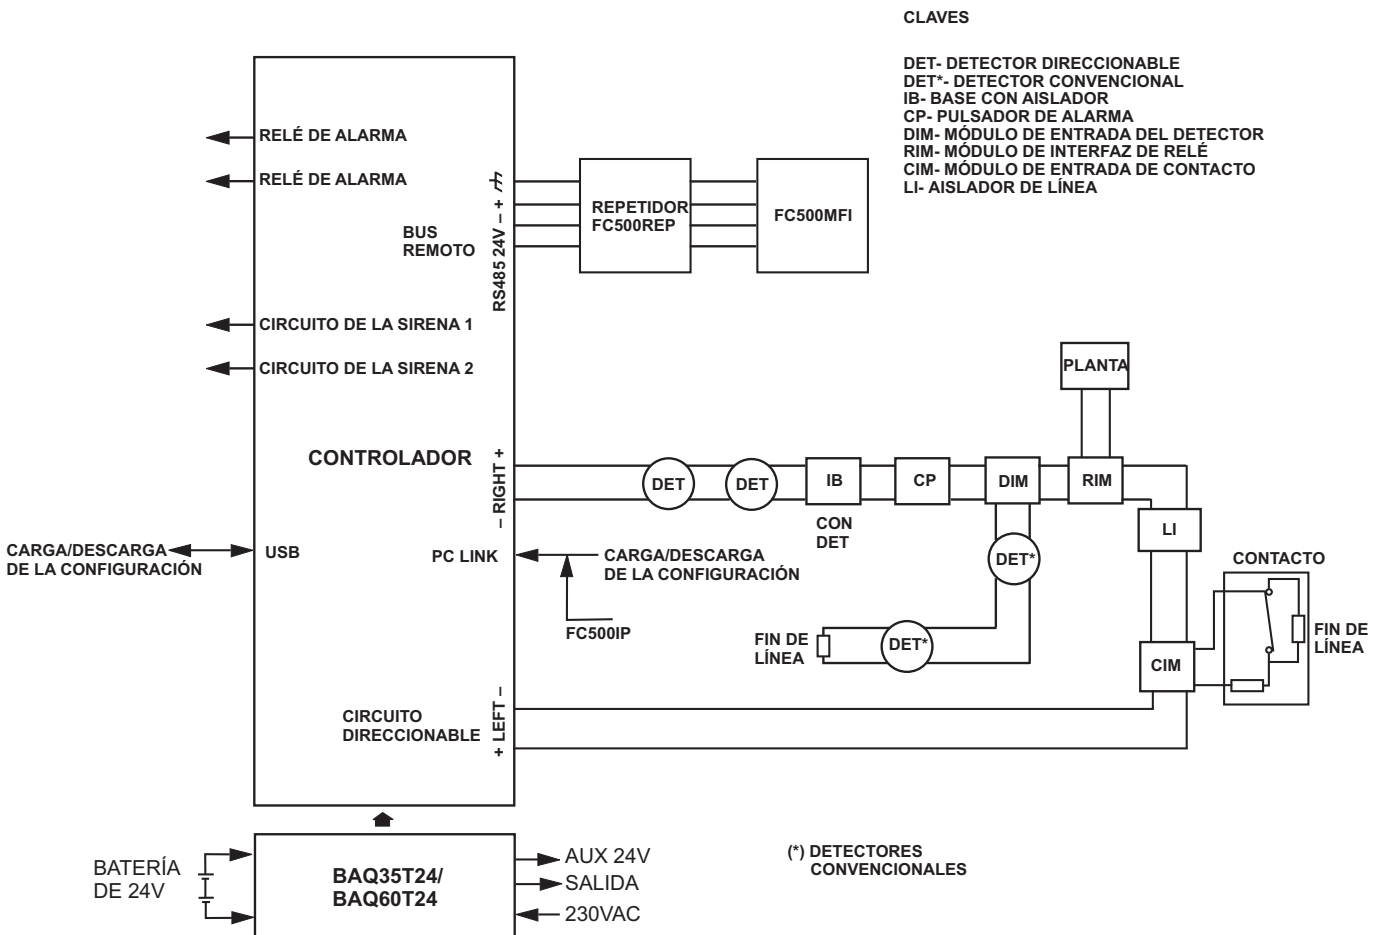 CLAVES
DET- DETECTOR DIRECCIONABLE
DET*- DETECTOR CONVENCIONAL
IB- BASE CON AISLADOR
CP- PULSADOR DE ALARMA
DIM- MÓDULO DE ENTRADA DEL DETECTOR
RIM- MÓDULO DE INTERFAZ DE RELÉ
CIM- MÓDULO DE ENTRADA DE CONTACTO
LI- AISLADOR DE LÍNEA
RELÉ DE ALARMA
RELÉ DE ALARMA
BUS
REMOTO
RS485 24V – +
REPETIDOR
FC500REP
FC500MFI
CIRCUITO DE LA SIRENA 1
CIRCUITO DE LA SIRENA 2
PLANTA
CONTROLADOR
– RIGHT +
DET
DET
IB
CP
DIM
RIM
CON
DET
LI
CARGA/DESCARGA
DE LA CONFIGURACIÓN
USB
PC LINK
CARGA/DESCARGA
DE LA CONFIGURACIÓN
FC500IP
DET*
CONTACTO
FIN DE
LÍNEA
DET*
CIM
FIN DE
LÍNEA
CIRCUITO
DIRECCIONABLE
+ LEFT –
BATERÍA
DE 24V
BAQ35T24/
BAQ60T24
AUX 24V
SALIDA
230VAC
(*) DETECTORES
CONVENCIONALES